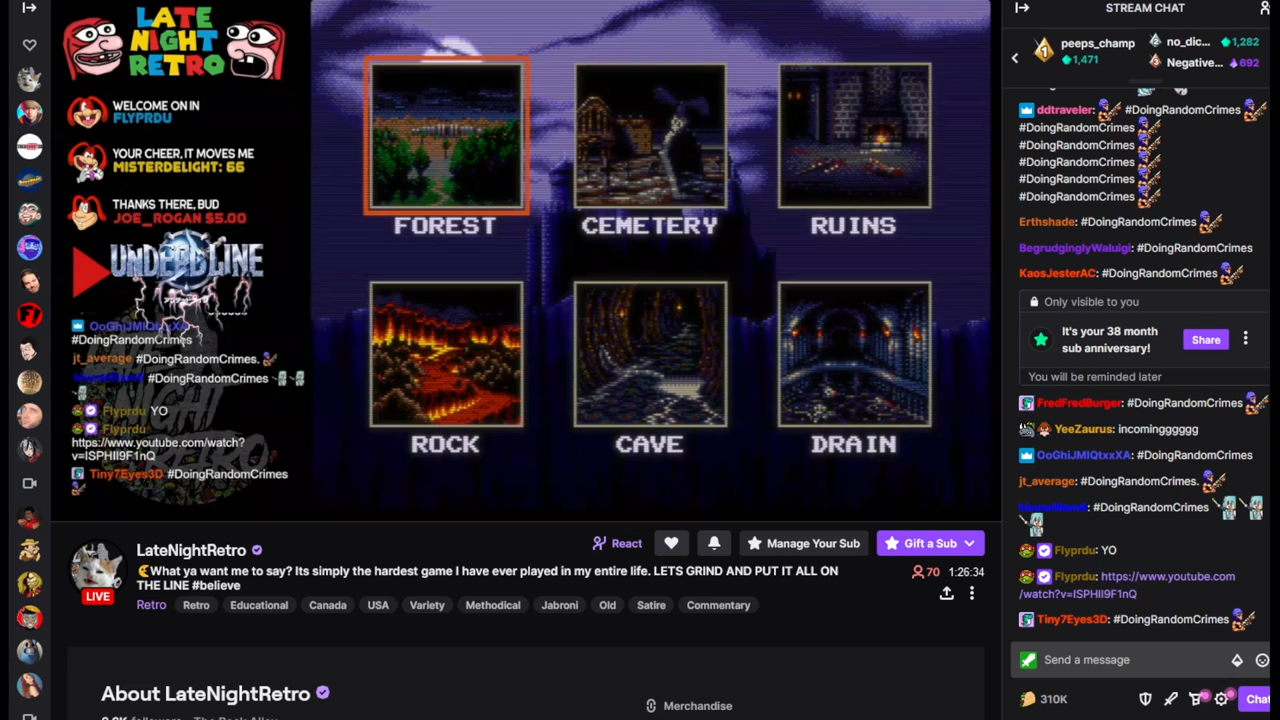 LATE
NIGHT
RETRO
WELCOME ON IN
FLYPRDU
YOUR CHEER, IT MOVES ME
MISTERDELIGHT: 66
THANKS THERE, BUD
JOE_ROGAN $5.00
UNDERLINE
OoGhiJMIQtxxXA
#DoingRandomCrimes
jt_average #DoingRandomCrimes.
#DoingRandomCrimes
Flyprdu YO
Flyprdu
https://www.youtube.com/watch?
v=ISPHII9F1nQ
Tiny7Eyes3D #DoingRandomCrimes
FOREST
CEMETERY
RUINS
ROCK
CAVE
DRAIN
LateNightRetro
LIVE
React
Manage Your Sub
Gift a Sub
What ya want me to say? Its simply the hardest game I have ever played in my entire life. LETS GRIND AND PUT IT ALL ON
THE LINE #believe
70 1:26:34
Retro Retro Educational Canada USA Variety Methodical Jabroni Old Satire Commentary
About LateNightRetro
Merchandise
STREAM CHAT
1 peeps_champ
1,471
no_dic... 1,282
Negative... 692
ddtraveler: #DoingRandomCrimes
#DoingRandomCrimes
#DoingRandomCrimes
#DoingRandomCrimes
#DoingRandomCrimes
#DoingRandomCrimes
Erthshade: #DoingRandomCrimes
BegrudginglyWaluigi: #DoingRandomCrimes
KaosJesterAC: #DoingRandomCrimes
Only visible to you
It's your 38 month
sub anniversary!
Share
You will be reminded later
FredFredBurger: #DoingRandomCrimes
YeeZaurus: incomingggggg
OoGhiJMIQtxxXA: #DoingRandomCrimes
jt_average: #DoingRandomCrimes.
#DoingRandomCrimes
Flyprdu: YO
Flyprdu: https://www.youtube.com
/watch?v=ISPHII9F1nQ
Tiny7Eyes3D: #DoingRandomCrimes
Send a message
310K
Chat